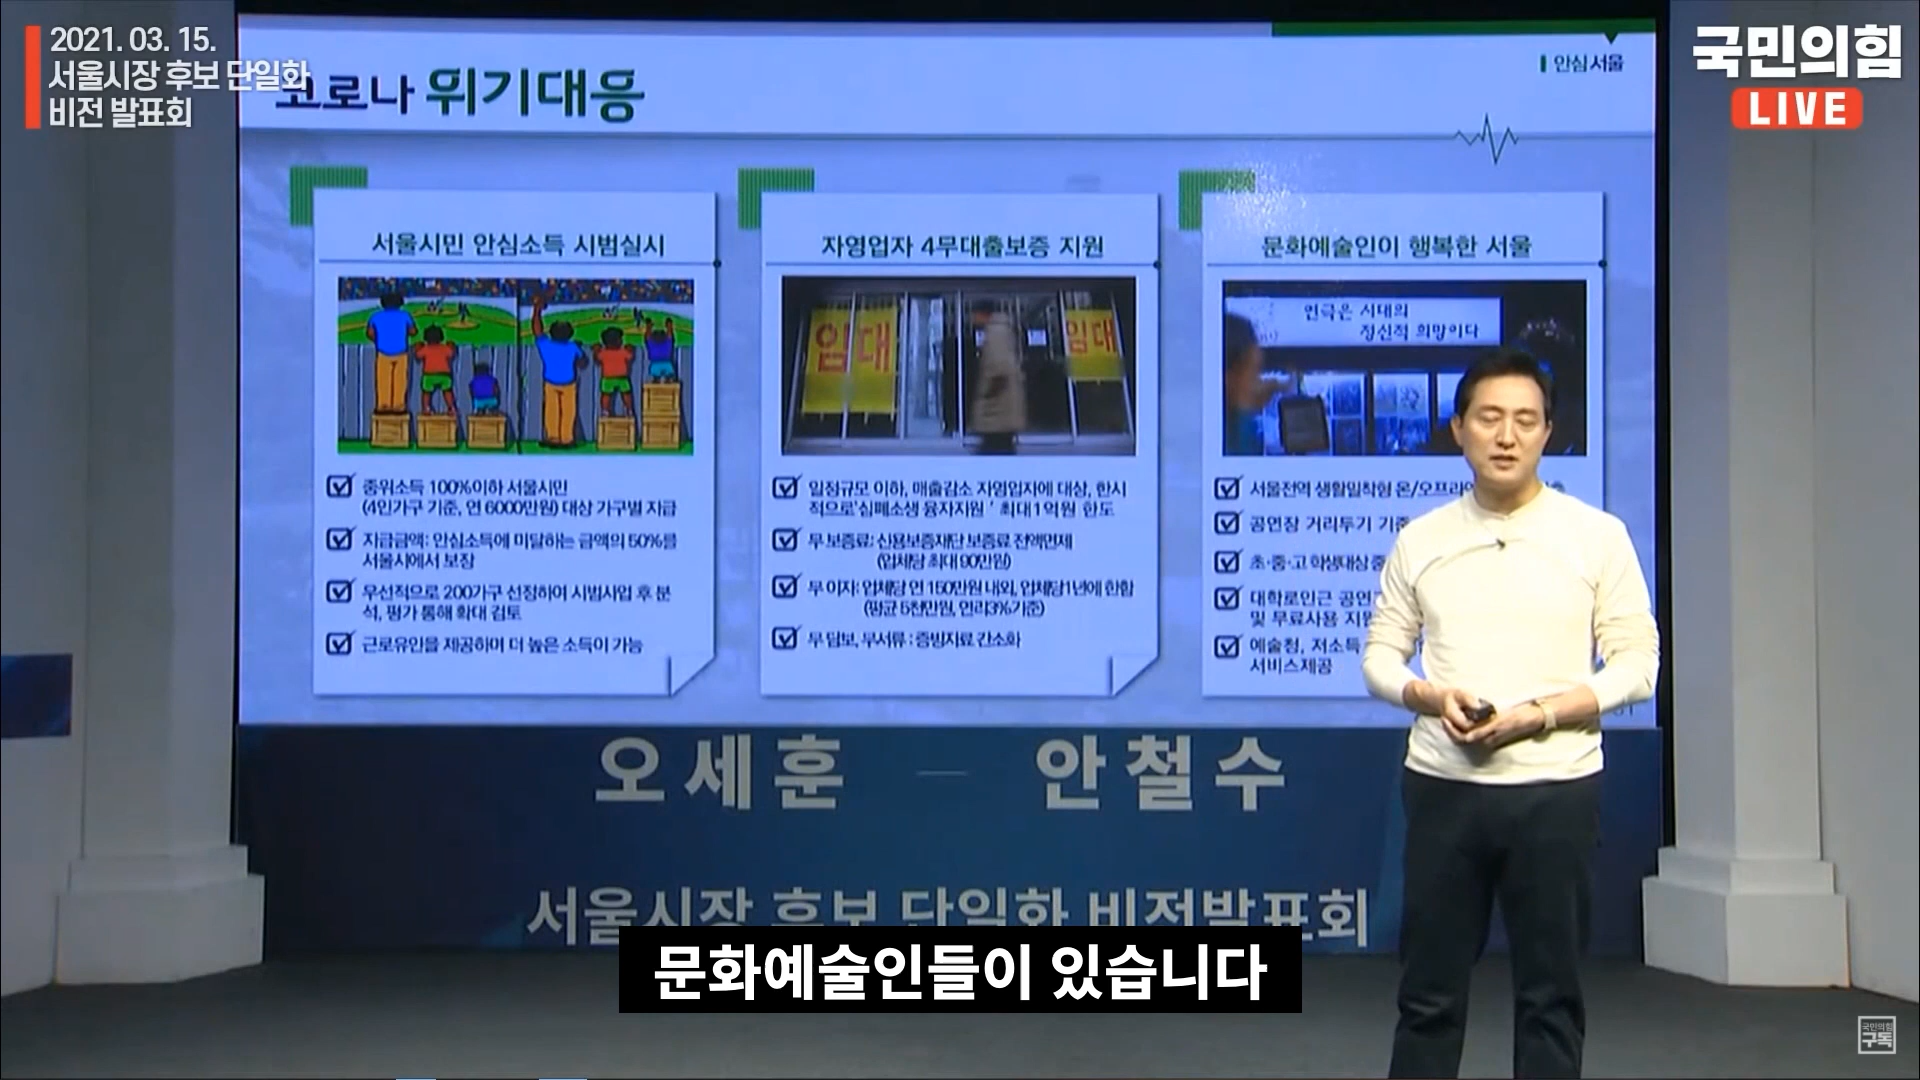 2021. 03. 15.
서울시장 후보 단일화
비전 발표회
국민의힘
LIVE
코로나 위기대응
안심서울
서울시민 안심소득 시범실시
중위소득 100%이하 서울시민
(4인가구 기준, 연 6000만원) 대상 가구별 지급
지급금액: 안심소득에 미달하는 금액의 50%를
서울시에서 보장
우선적으로 200가구 선정하여 시범사업 후 분
석, 평가 통해 확대 검토
근로유인을 제공하며 더 높은 소득이 가능
자영업자 4무대출보증 지원
임대
임대
일정규모 이하, 매출감소 자영업자에 대상, 한시
적으로'심폐소생 융자지원' 최대1억원 한도
무 보증료: 신용보증재단 보증료 전액면제
(업체당 최대 90만원)
무 이자: 업체당 연 150만원 내외, 업체당1년에 한함
(평균 5천만원, 연리3%기준)
무 담보, 무서류 : 증빙자료 간소화
문화예술인이 행복한 서울
연극은 시대의
정신적 희망이다
서울전역 생활밀착형 온/오프라인
공연장 거리두기 기준
초·중·고 학생대상
대학로인근 공연
및 무료사용 지원
예술청, 저소득
서비스제공
오세훈 — 안철수
서울시장 후보 단일화 비전발표회
문화예술인들이 있습니다
국민의힘
구독